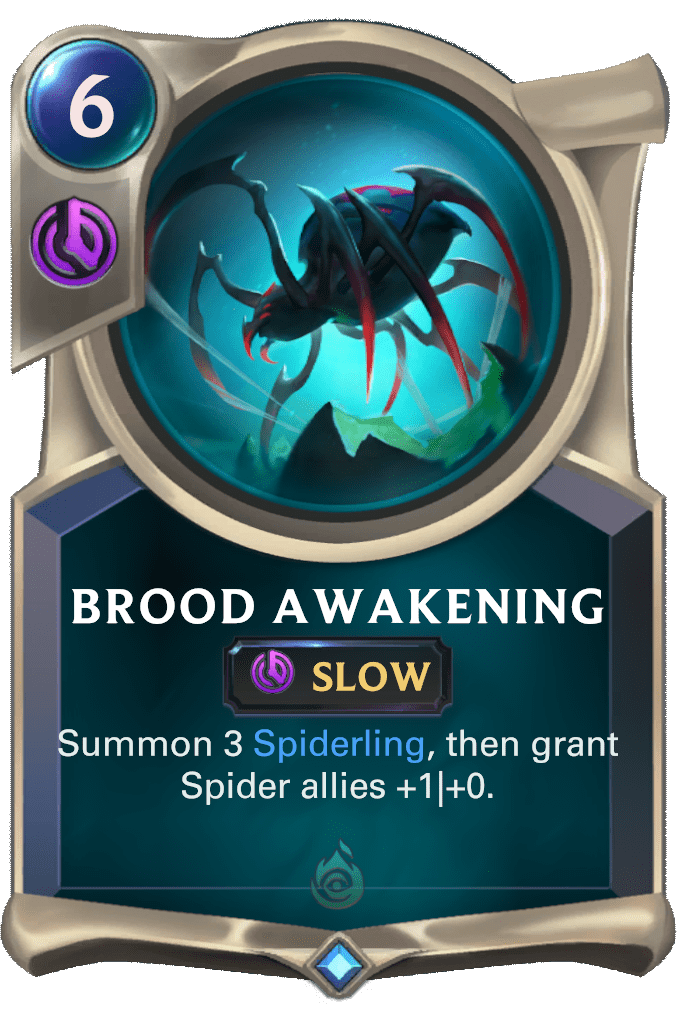 6
BROOD AWAKENING
SLOW
Summon 3 Spiderling, then grant
Spider allies +1|+0.